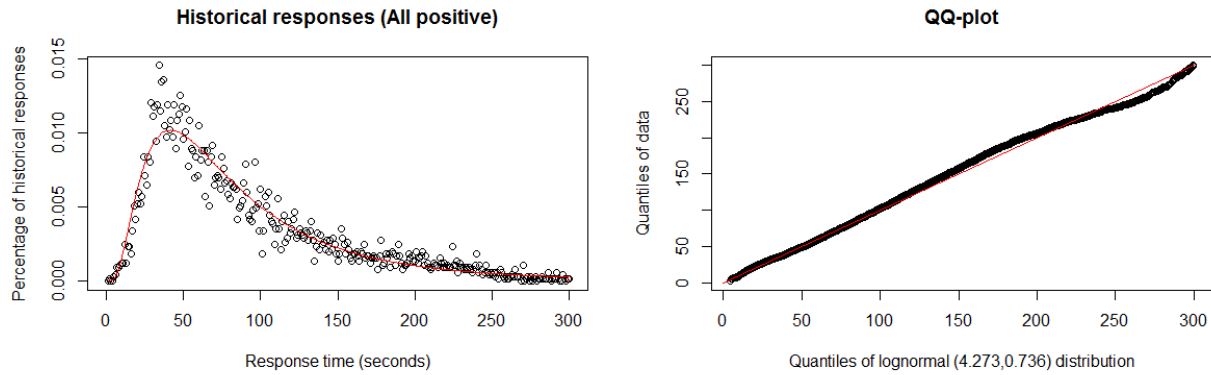 Historical responses (All positive)
Percentage of historical responses
0.015
0.010
0.005
0.000
0 50 100 150 200 250 300
Response time (seconds)
QQ-plot
Quantiles of data
250
150
50
0
0 50 100 150 200 250 300
Quantiles of lognormal (4.273,0.736) distribution